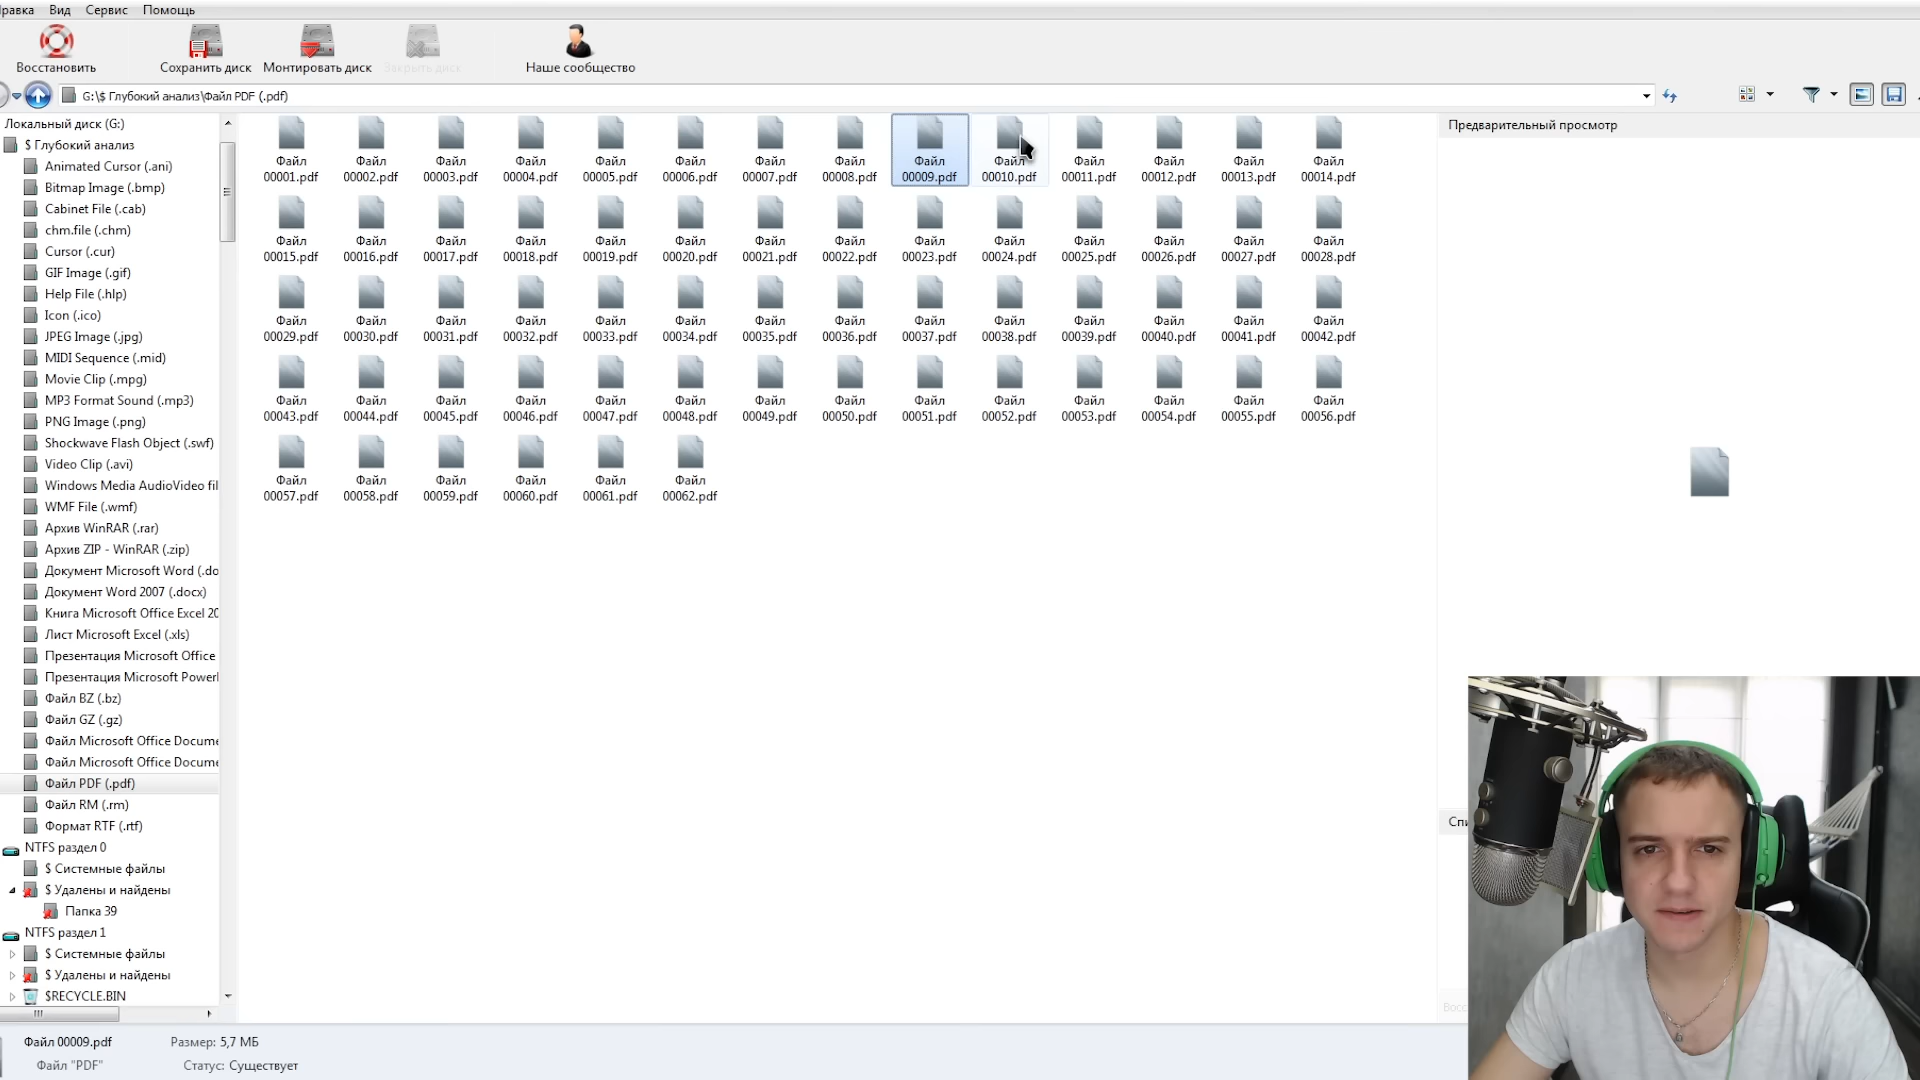 равка Вид Сервис Помощь
Восстановить Сохранить диск Монтировать диск Закрыть диск Наше сообщество
G:\$ Глубокий анализ\Файл PDF (.pdf)
Локальный диск (G:)
$ Глубокий анализ
Animated Cursor (.ani)
Bitmap Image (.bmp)
Cabinet File (.cab)
chm.file (.chm)
Cursor (.cur)
GIF Image (.gif)
Help File (.hlp)
Icon (.ico)
JPEG Image (.jpg)
MIDI Sequence (.mid)
Movie Clip (.mpg)
MP3 Format Sound (.mp3)
PNG Image (.png)
Shockwave Flash Object (.swf)
Video Clip (.avi)
Windows Media AudioVideo fil
WMF File (.wmf)
Архив WinRAR (.rar)
Архив ZIP - WinRAR (.zip)
Документ Microsoft Word (.do
Документ Word 2007 (.docx)
Книга Microsoft Office Excel 20
Лист Microsoft Excel (.xls)
Презентация Microsoft Office
Презентация Microsoft Powerl
Файл BZ (.bz)
Файл GZ (.gz)
Файл Microsoft Office Docume
Файл Microsoft Office Docume
Файл PDF (.pdf)
Файл RM (.rm)
Формат RTF (.rtf)
NTFS раздел 0
$ Системные файлы
$ Удалены и найдены
Папка 39
NTFS раздел 1
$ Системные файлы
$ Удалены и найдены
$RECYCLE.BIN
Файл Файл Файл Файл Файл Файл Файл Файл Файл Файл Файл Файл Файл Файл
00001.pdf 00002.pdf 00003.pdf 00004.pdf 00005.pdf 00006.pdf 00007.pdf 00008.pdf 00009.pdf 00010.pdf 00011.pdf 00012.pdf 00013.pdf 00014.pdf
Файл Файл Файл Файл Файл Файл Файл Файл Файл Файл Файл Файл Файл Файл
00015.pdf 00016.pdf 00017.pdf 00018.pdf 00019.pdf 00020.pdf 00021.pdf 00022.pdf 00023.pdf 00024.pdf 00025.pdf 00026.pdf 00027.pdf 00028.pdf
Файл Файл Файл Файл Файл Файл Файл Файл Файл Файл Файл Файл Файл Файл
00029.pdf 00030.pdf 00031.pdf 00032.pdf 00033.pdf 00034.pdf 00035.pdf 00036.pdf 00037.pdf 00038.pdf 00039.pdf 00040.pdf 00041.pdf 00042.pdf
Файл Файл Файл Файл Файл Файл Файл Файл Файл Файл Файл Файл Файл Файл
00043.pdf 00044.pdf 00045.pdf 00046.pdf 00047.pdf 00048.pdf 00049.pdf 00050.pdf 00051.pdf 00052.pdf 00053.pdf 00054.pdf 00055.pdf 00056.pdf
Файл Файл Файл Файл Файл Файл
00057.pdf 00058.pdf 00059.pdf 00060.pdf 00061.pdf 00062.pdf
Предварительный просмотр
Спи
Восс
Файл 00009.pdf Размер: 5,7 МБ
Файл "PDF" Статус: Существует